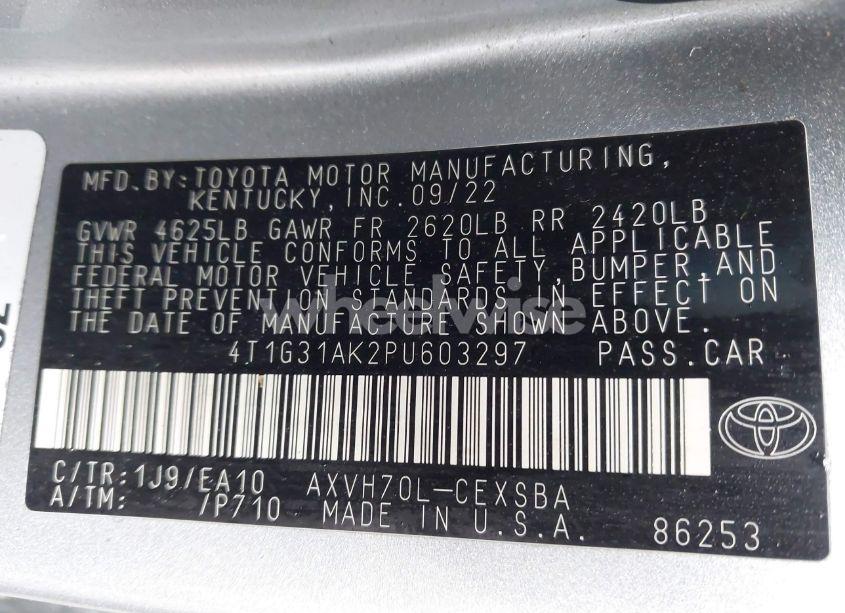 MFD. BY: TOYOTA MOTOR MANUFACTURING,
KENTUCKY, INC. 09/22
GVWR 4625LB GAWR FR 2620LB RR 2420LB
THIS VEHICLE CONFORMS TO ALL APPLICABLE
FEDERAL MOTOR VEHICLE SAFETY, BUMPER, AND
THEFT PREVENTION STANDARDS IN EFFECT ON
THE DATE OF MANUFACTURE SHOWN ABOVE.
wheelwise
4T1G31AK2PU603297 PASS. CAR
C/TR: 1J9/EA10 AXVH70L-CEXSBA
A/TM: /P710 MADE IN U.S.A. 86253